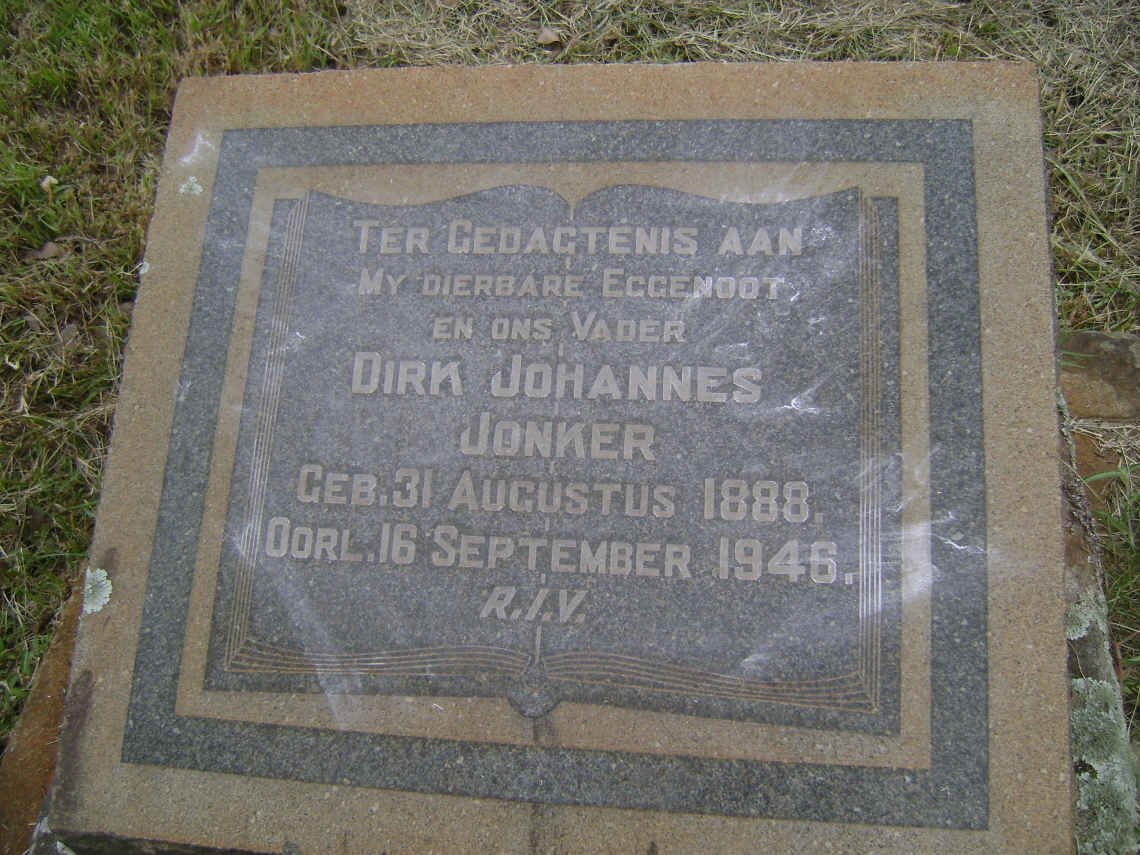 TER GEDAGTENIS AAN
MY DIERBARE EGGENOOT
EN ONS VADER
DIRK JOHANNES
JONKER
GEB. 31 AUGUSTUS 1888.
OORL. 16 SEPTEMBER 1946.
R.I.V.